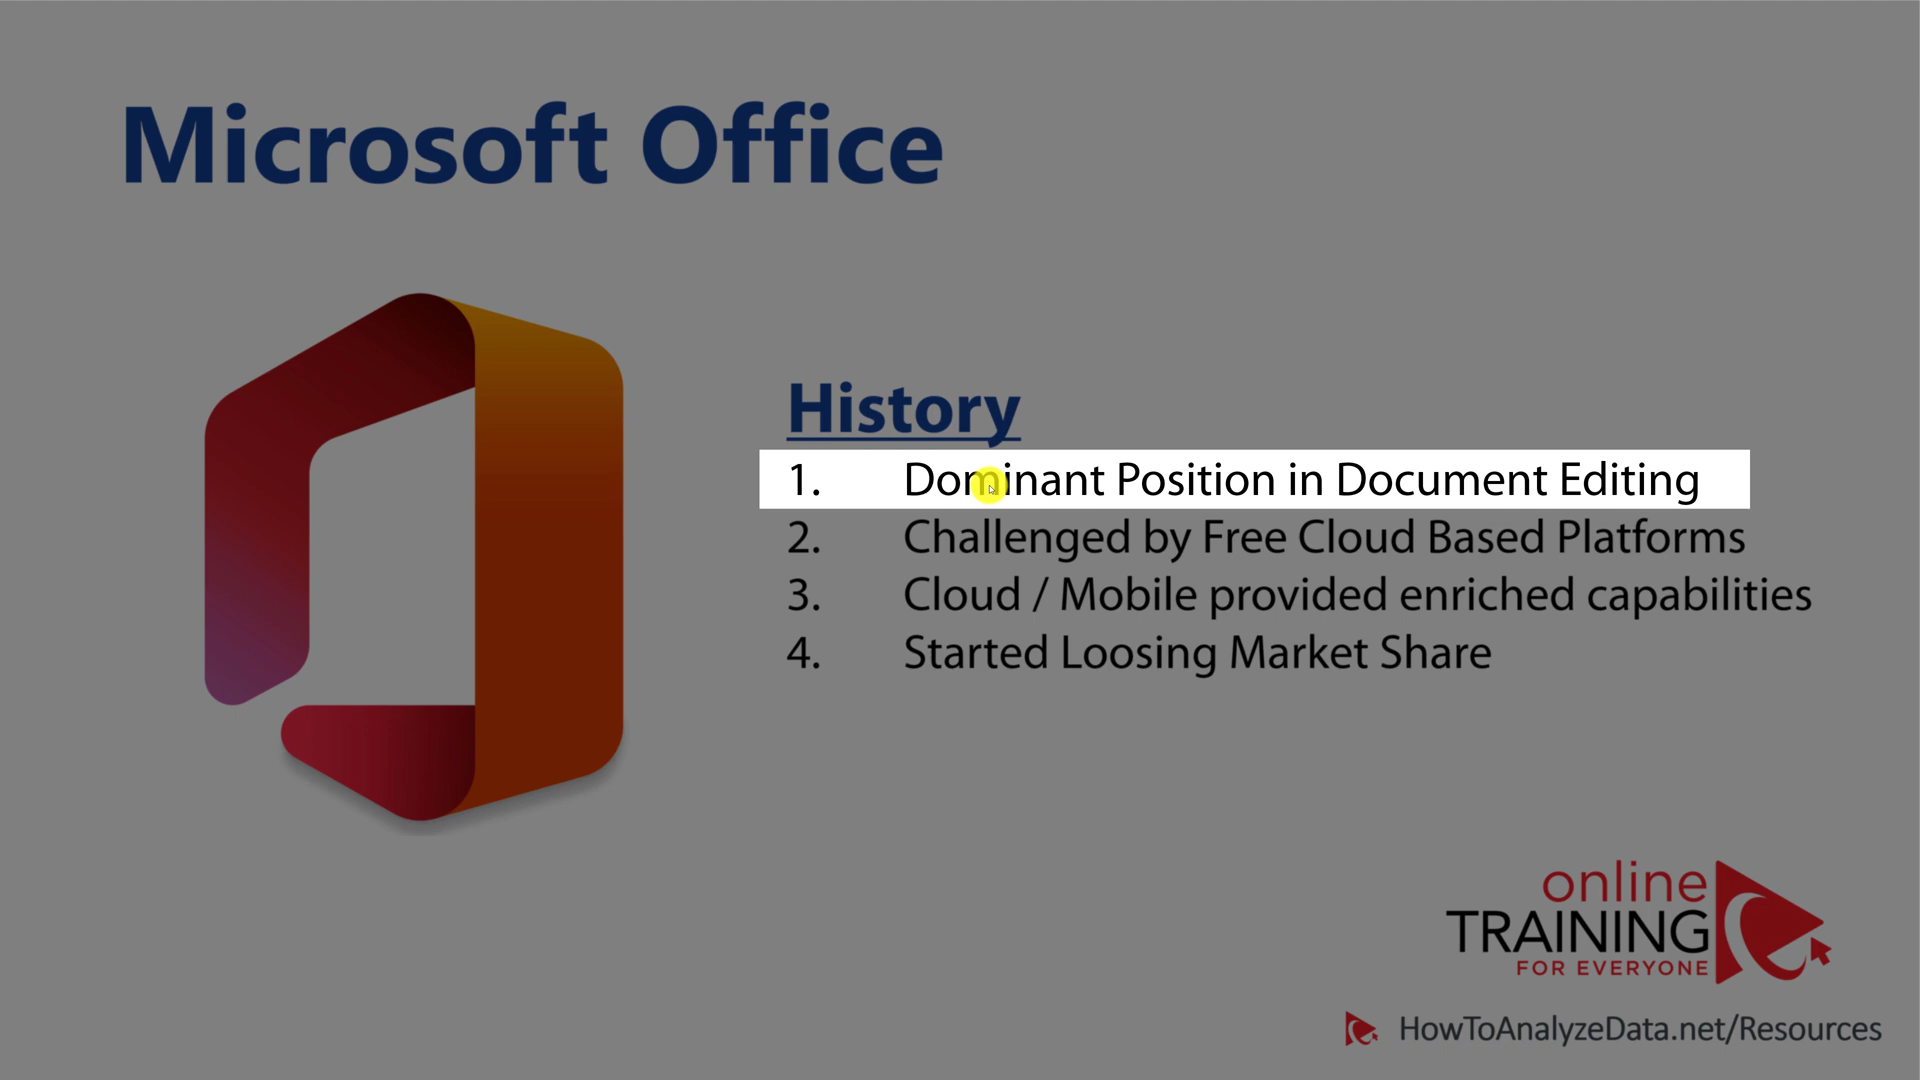 Microsoft Office
History
1. Dominant Position in Document Editing
2. Challenged by Free Cloud Based Platforms
3. Cloud / Mobile provided enriched capabilities
4. Started Loosing Market Share
online
TRAINING
FOR EVERYONE
HowToAnalyzeData.net/Resources